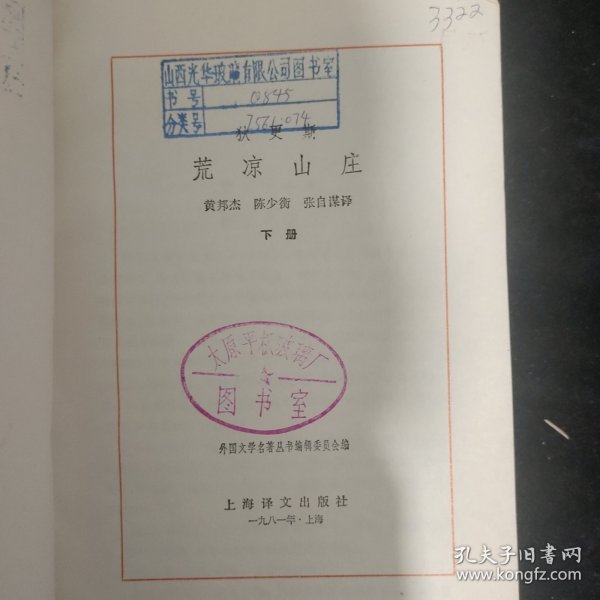 3322
山西光华玻璃有限公司图书室
书号 0845
分类号 7561.074
狄更斯
荒凉山庄
黄邦杰 陈少衡 张自谋译
下册
太原平板玻璃厂
图书室
外国文学名著丛书编辑委员会编
上海译文出版社
一九八一年·上海
孔夫子旧书网
www.kongfz.com